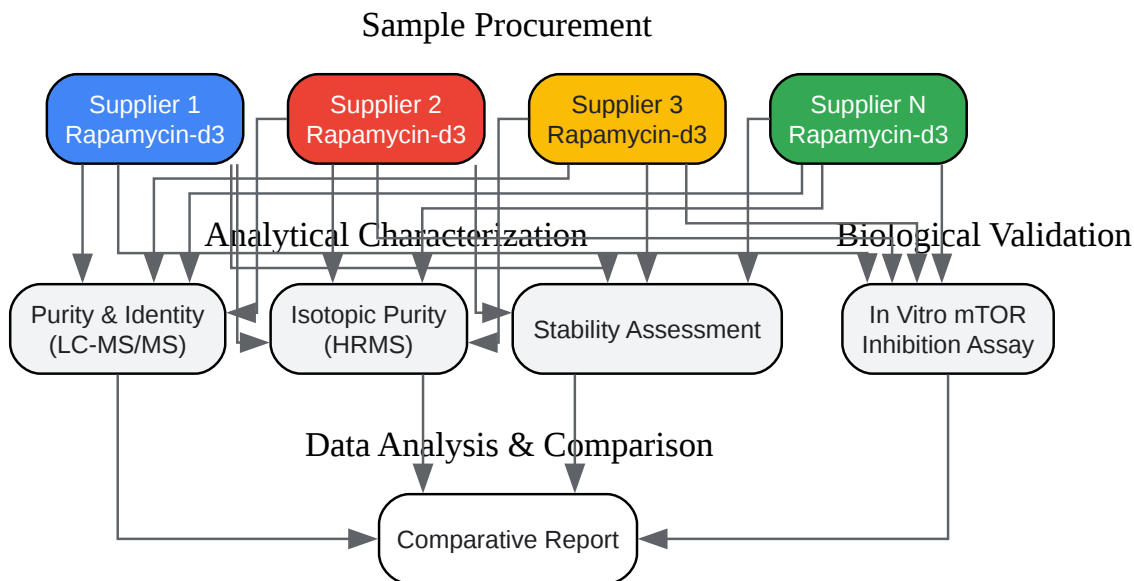 Sample Procurement
Supplier 1
Rapamycin-d3
Supplier 2
Rapamycin-d3
Supplier 3
Rapamycin-d3
Supplier N
Rapamycin-d3
Analytical Characterization
Biological Validation
Purity & Identity
(LC-MS/MS)
Isotopic Purity
(HRMS)
Stability Assessment
In Vitro mTOR
Inhibition Assay
Data Analysis & Comparison
Comparative Report